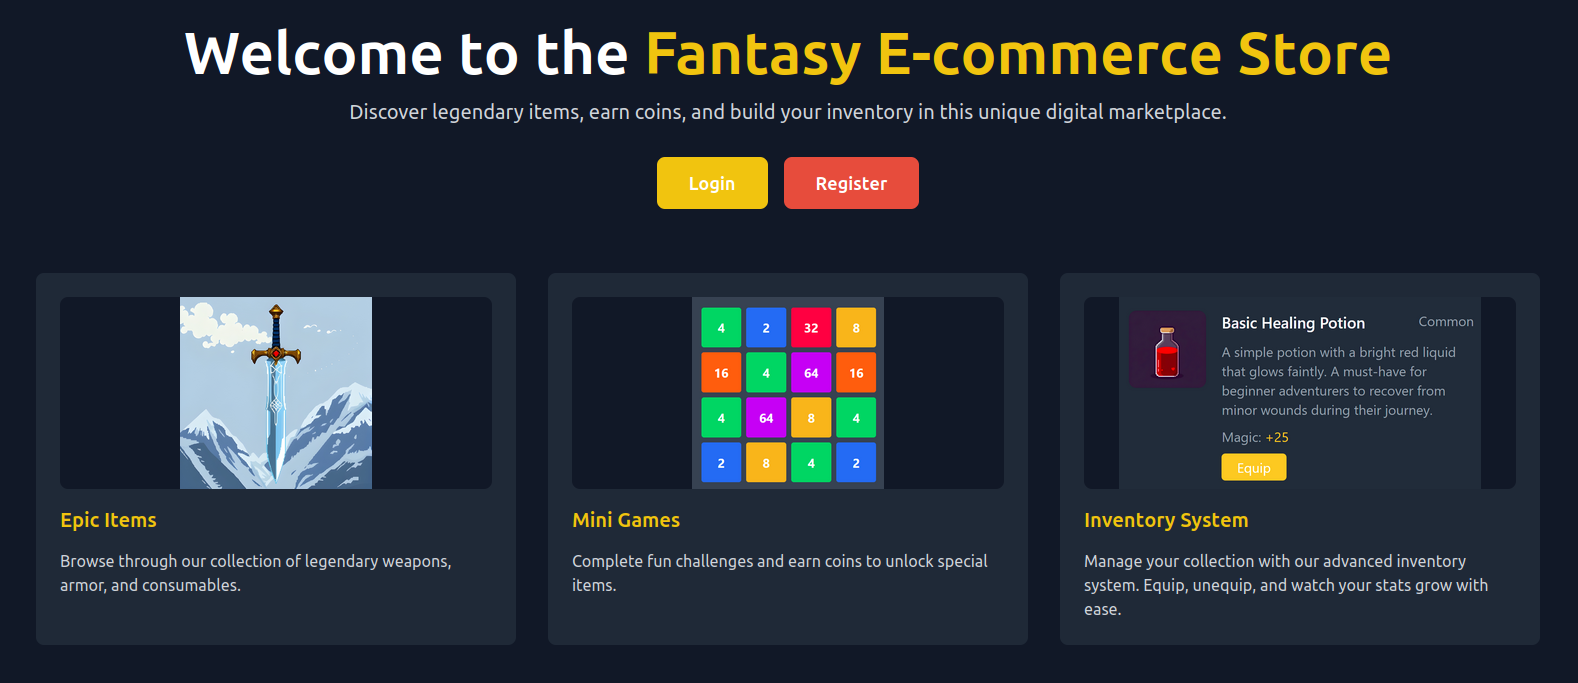 Welcome to the Fantasy E-commerce Store
Discover legendary items, earn coins, and build your inventory in this unique digital marketplace.
Login Register
4 2 32 8
16 4 64 16
4 64 8 4
2 8 4 2
Basic Healing Potion Common
A simple potion with a bright red liquid
that glows faintly. A must-have for
beginner adventurers to recover from
minor wounds during their journey.
Magic: +25
Equip
Epic Items
Browse through our collection of legendary weapons,
armor, and consumables.
Mini Games
Complete fun challenges and earn coins to unlock special
items.
Inventory System
Manage your collection with our advanced inventory
system. Equip, unequip, and watch your stats grow with
ease.